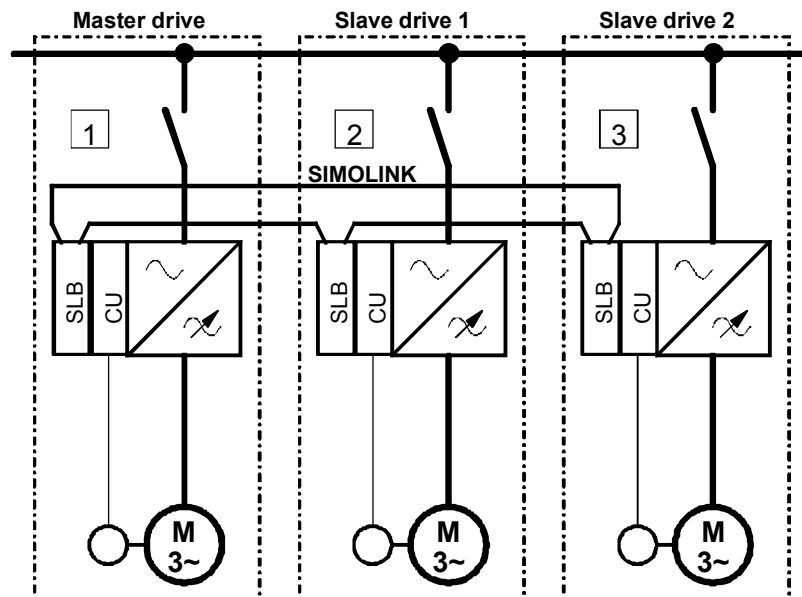 Master drive
Slave drive 1
Slave drive 2
1
2
3
SIMOLINK
SLB
CU
SLB
CU
SLB
CU
M
3~
M
3~
M
3~